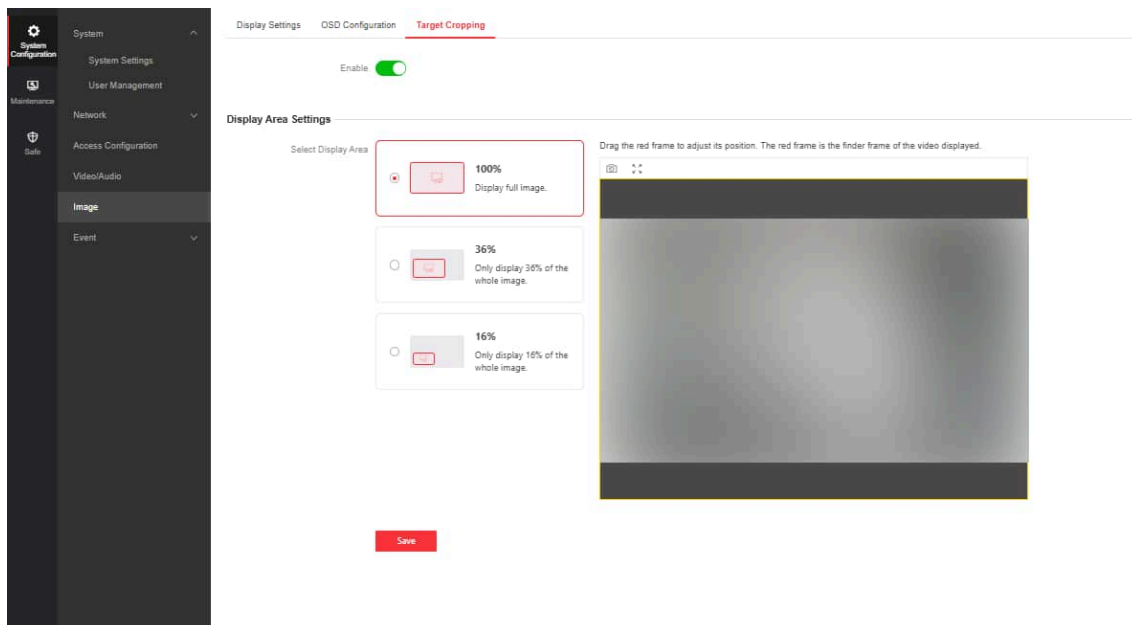 System
Configuration
Maintenance
Safe
System
System Settings
User Management
Network
Access Configuration
Video/Audio
Image
Event
Display Settings
OSD Configuration
Target Cropping
Enable
Display Area Settings
Select Display Area
100%
Display full image.
36%
Only display 36% of the
whole image.
16%
Only display 16% of the
whole image.
Drag the red frame to adjust its position. The red frame is the finder frame of the video displayed.
Save